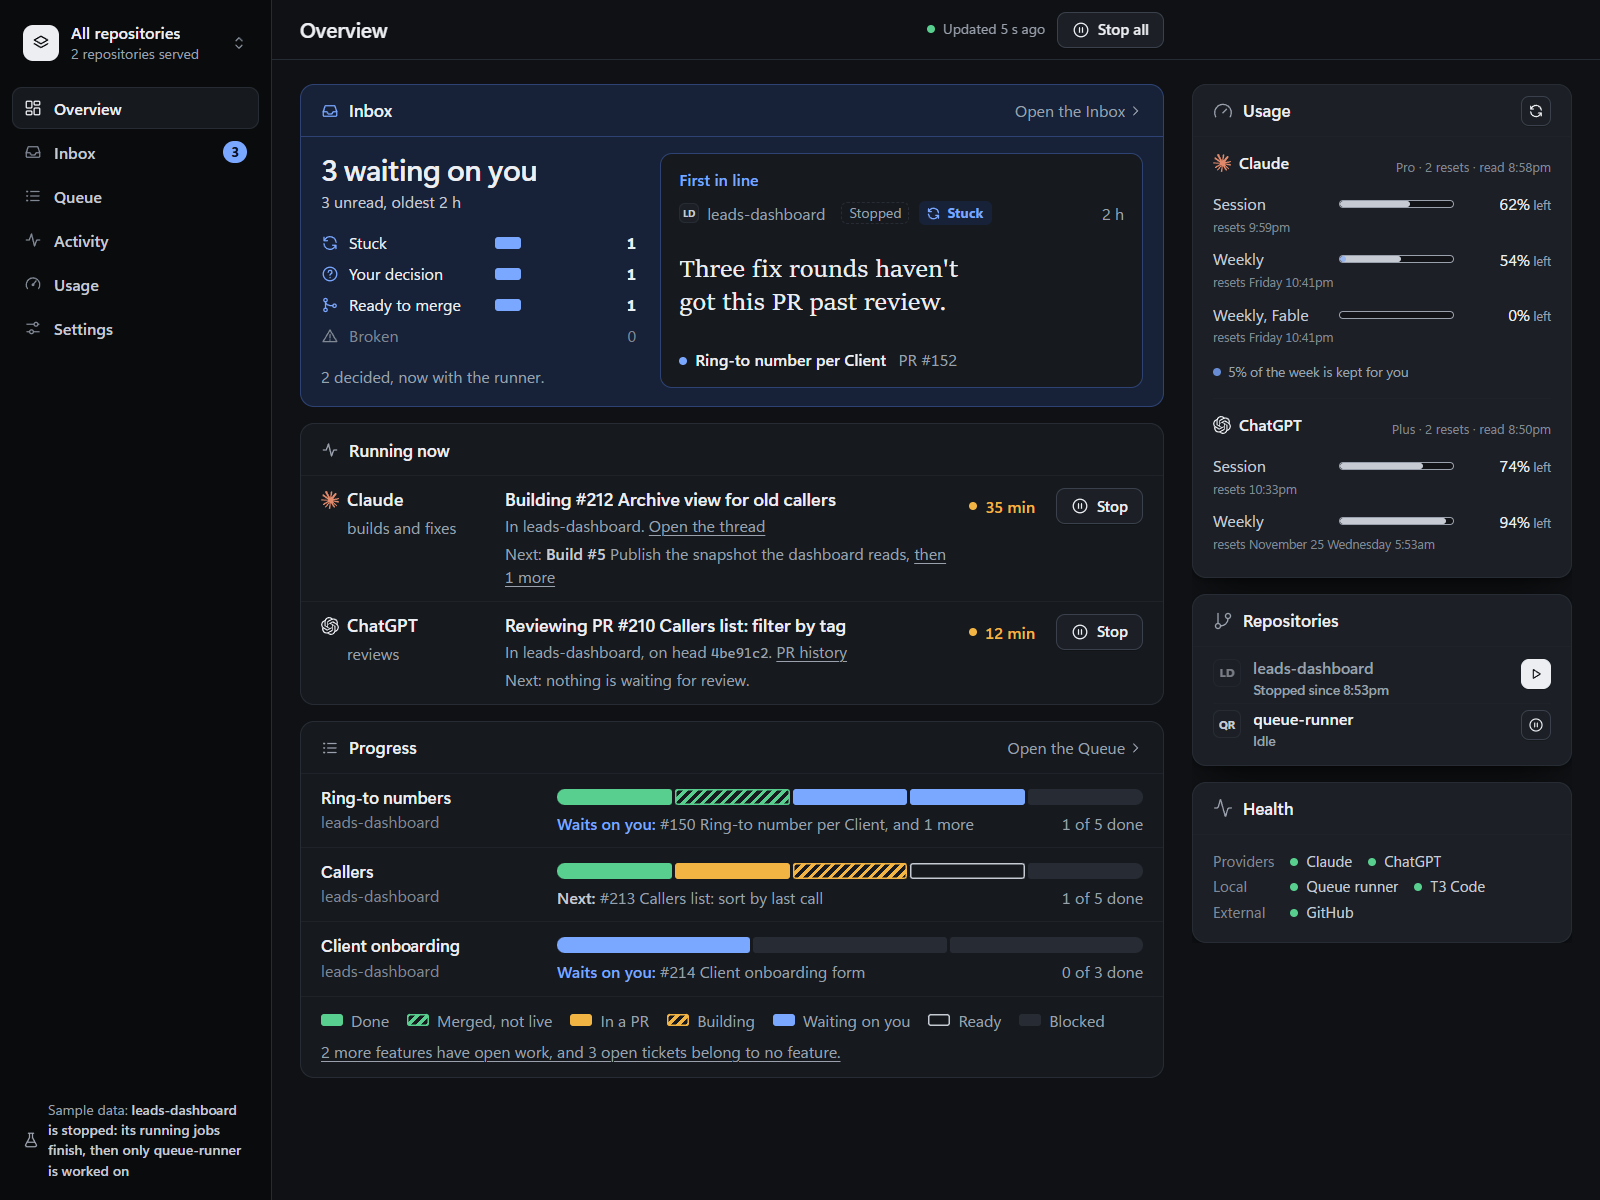 All repositories
2 repositories served
Overview
Inbox
3
Queue
Activity
Usage
Settings
Sample data: leads-dashboard
is stopped: its running jobs
finish, then only queue-runner
is worked on
Overview
Updated 5 s ago
Stop all
Inbox
Open the Inbox
3 waiting on you
3 unread, oldest 2 h
Stuck 1
Your decision 1
Ready to merge 1
Broken 0
2 decided, now with the runner.
First in line
LD leads-dashboard Stopped Stuck 2 h
Three fix rounds haven't
got this PR past review.
Ring-to number per Client PR #152
Running now
Claude
builds and fixes
Building #212 Archive view for old callers
In leads-dashboard. Open the thread
Next: Build #5 Publish the snapshot the dashboard reads, then
1 more
35 min
Stop
ChatGPT
reviews
Reviewing PR #210 Callers list: filter by tag
In leads-dashboard, on head 4be91c2. PR history
Next: nothing is waiting for review.
12 min
Stop
Progress
Open the Queue
Ring-to numbers
leads-dashboard
Waits on you: #150 Ring-to number per Client, and 1 more
1 of 5 done
Callers
leads-dashboard
Next: #213 Callers list: sort by last call
1 of 5 done
Client onboarding
leads-dashboard
Waits on you: #214 Client onboarding form
0 of 3 done
Done Merged, not live In a PR Building Waiting on you Ready Blocked
2 more features have open work, and 3 open tickets belong to no feature.
Usage
Claude
Pro · 2 resets · read 8:58pm
Session 62% left
resets 9:59pm
Weekly 54% left
resets Friday 10:41pm
Weekly, Fable 0% left
resets Friday 10:41pm
5% of the week is kept for you
ChatGPT
Plus · 2 resets · read 8:50pm
Session 74% left
resets 10:33pm
Weekly 94% left
resets November 25 Wednesday 5:53am
Repositories
LD leads-dashboard
Stopped since 8:53pm
QR queue-runner
Idle
Health
Providers Claude ChatGPT
Local Queue runner T3 Code
External GitHub